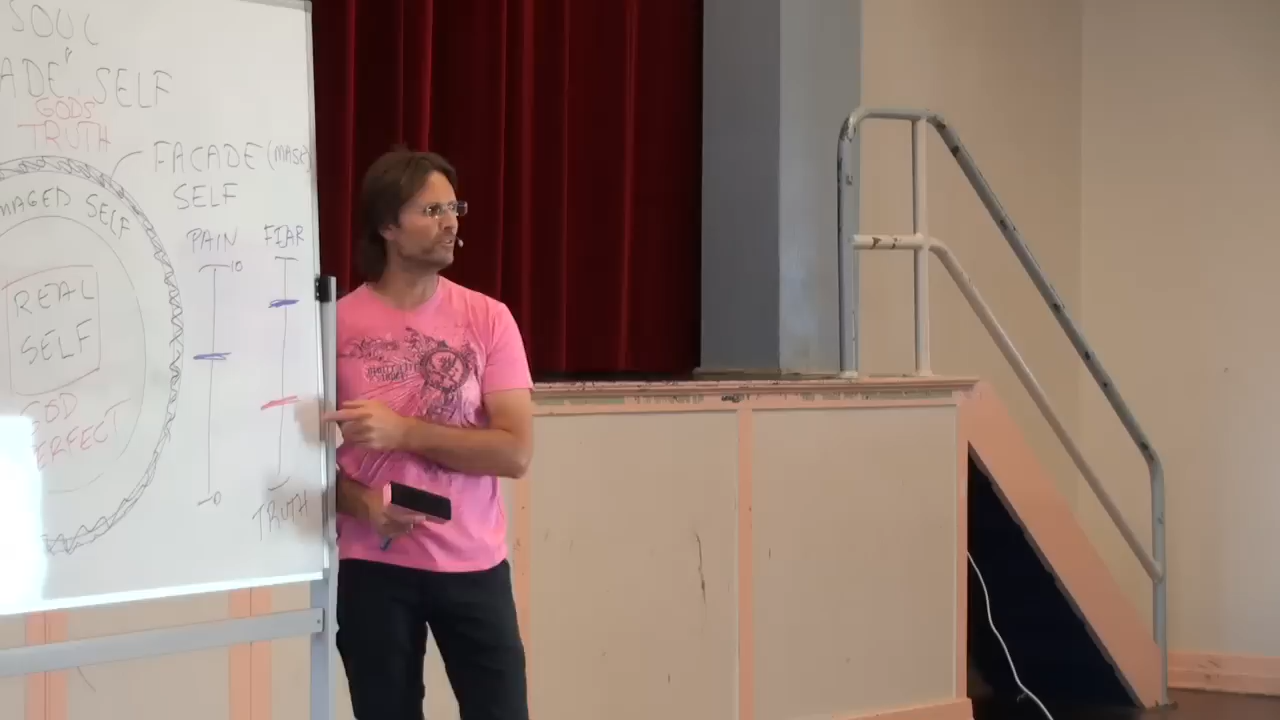 SOUL
ADE" SELF
GODS
TRUTH
FACADE (MASK)
SELF
MAGED SELF
PAIN FEAR
10
REAL
SELF
GOD
ERFECT
0
TRUTH